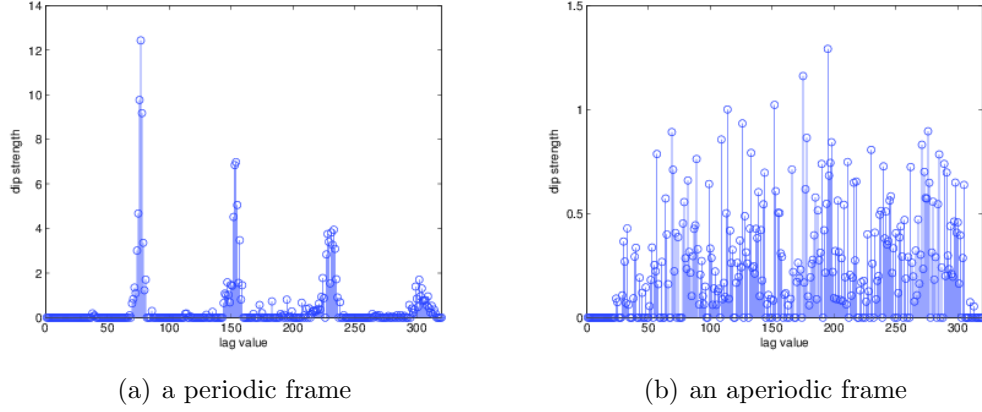 14
12
10
8
6
4
2
0
0 50 100 150 200 250 300
dip strength
lag value
(a) a periodic frame
1.5
1
0.5
0
0 50 100 150 200 250 300
dip strength
lag value
(b) an aperiodic frame